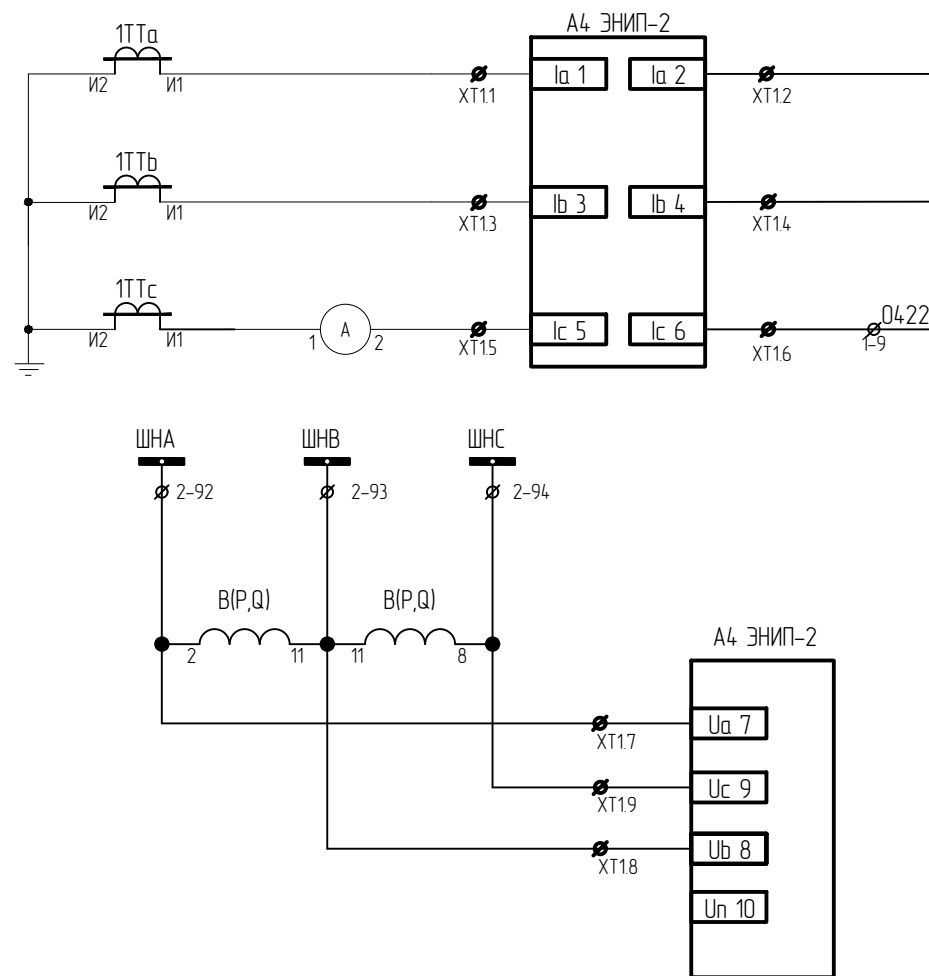 A4 ЭНИП-2
1ТТа
И2 И1
XT1.1
Ia 1 Ia 2
XT1.2
1ТТb
И2 И1
XT1.3
Ib 3 Ib 4
XT1.4
1ТТс
И2 И1
1 A 2
XT1.5
Ic 5 Ic 6
XT1.6
0422
1-9
ШНА ШНВ ШНС
2-92 2-93 2-94
B(P,Q) B(P,Q)
2 11 11 8
A4 ЭНИП-2
XT1.7
Ua 7
XT1.9
Uc 9
XT1.8
Ub 8
Un 10